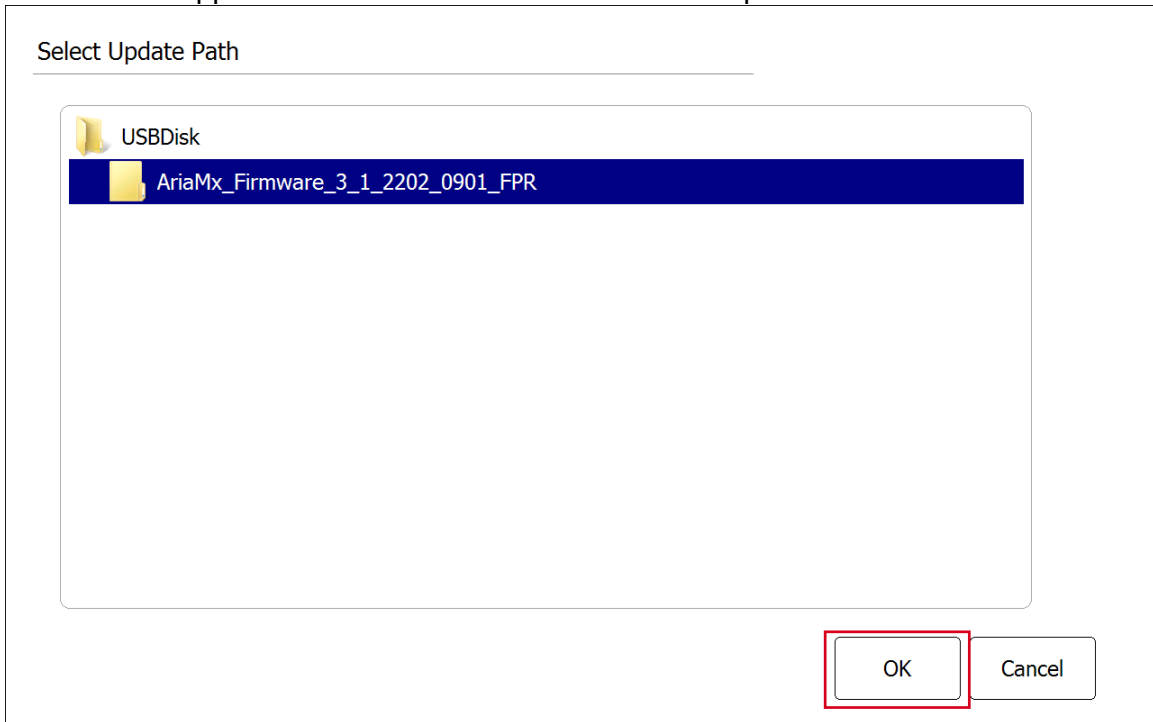 Select Update Path
USBDisk
AriaMx_Firmware_3_1_2202_0901_FPR
OK
Cancel